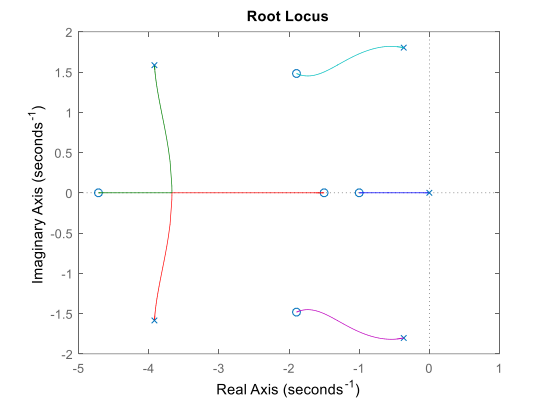 Root Locus
2
1.5
1
0.5
0
-0.5
-1
-1.5
-2
Imaginary Axis (seconds⁻¹)
-5 -4 -3 -2 -1 0 1
Real Axis (seconds⁻¹)